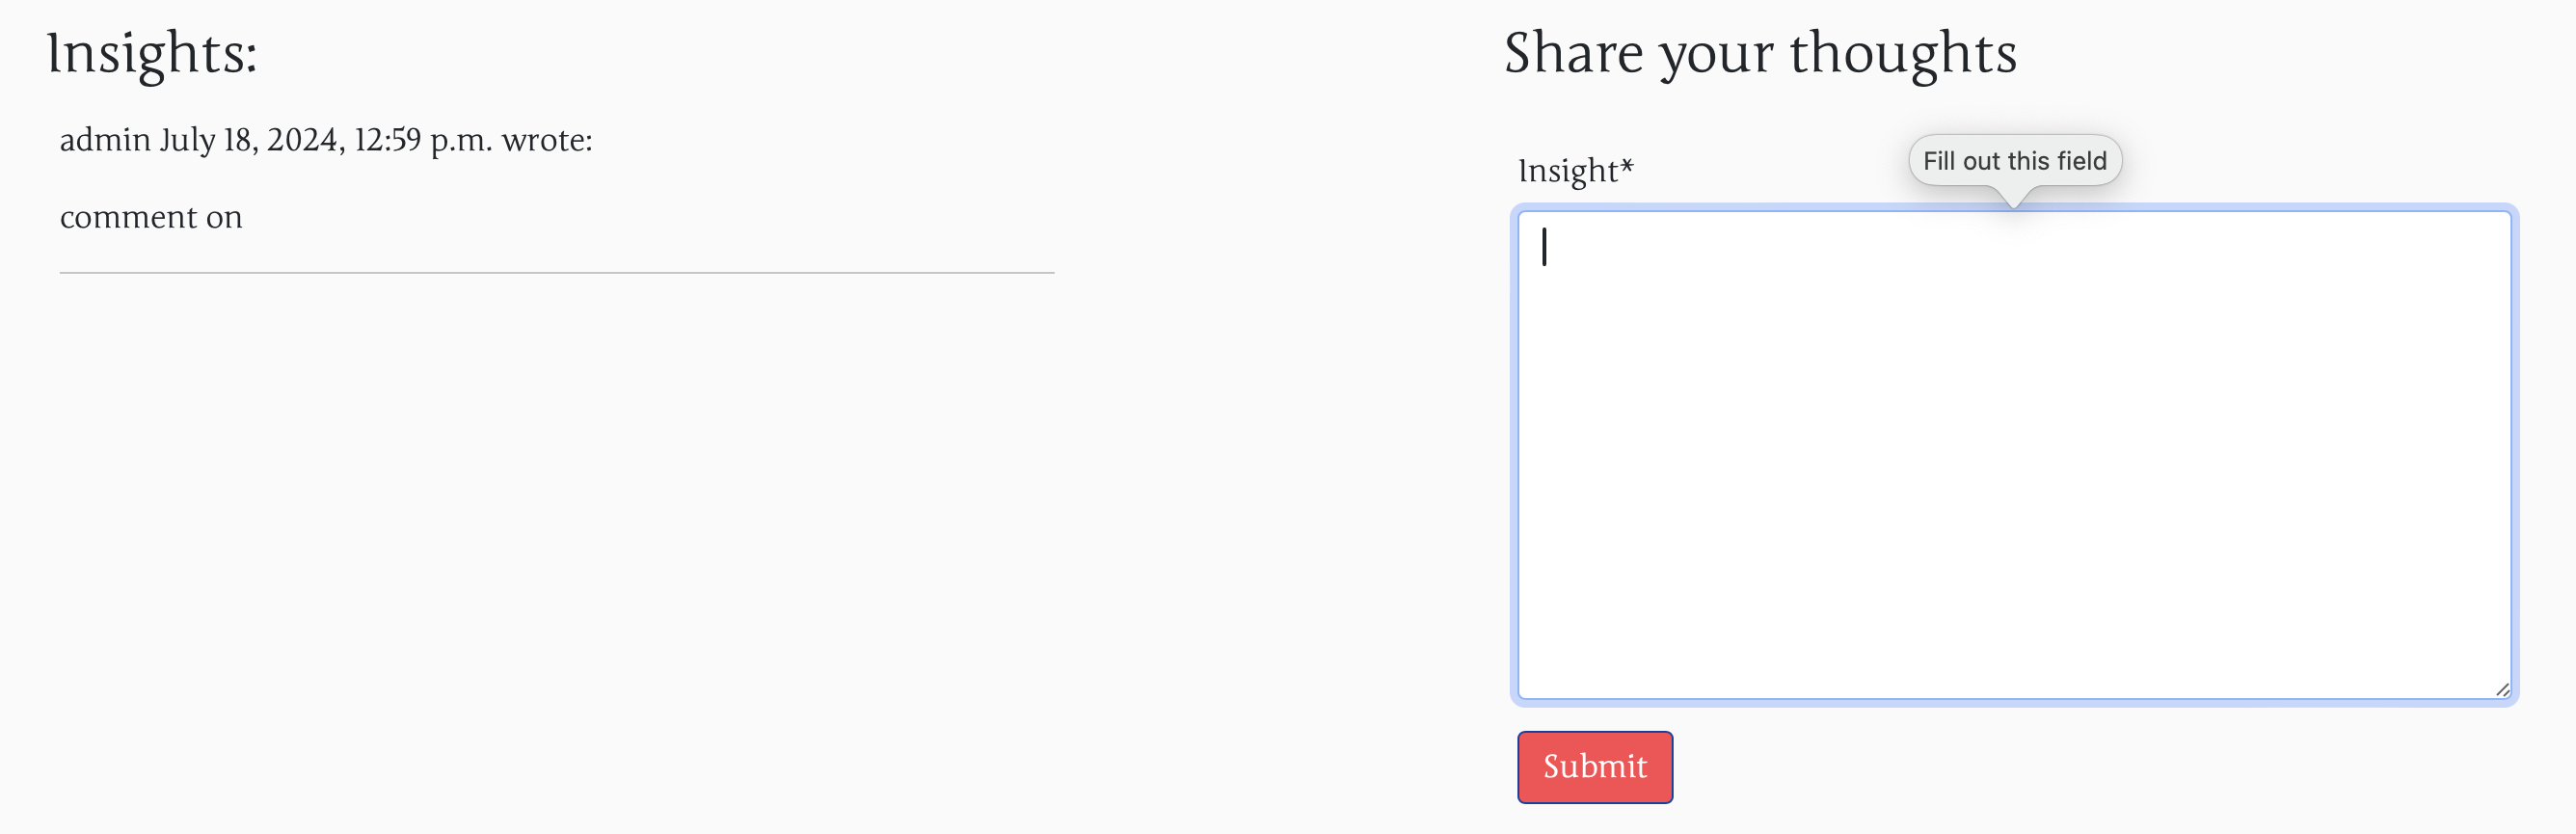 Insights:
admin July 18, 2024, 12:59 p.m. wrote:
comment on
Share your thoughts
Insight*
Fill out this field
Submit